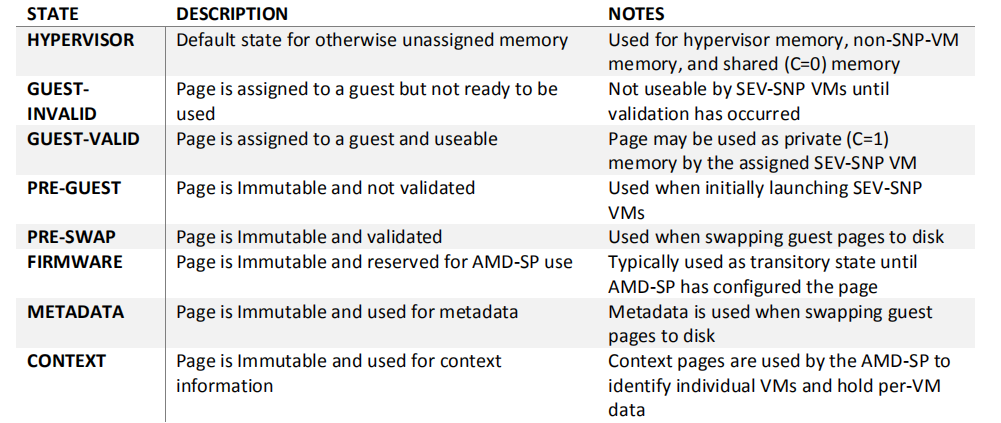 STATE DESCRIPTION NOTES
HYPERVISOR Default state for otherwise unassigned memory Used for hypervisor memory, non-SNP-VM
memory, and shared (C=0) memory
GUEST- Page is assigned to a guest but not ready to be Not useable by SEV-SNP VMs until
INVALID used validation has occurred
GUEST-VALID Page is assigned to a guest and useable Page may be used as private (C=1)
memory by the assigned SEV-SNP VM
PRE-GUEST Page is Immutable and not validated Used when initially launching SEV-SNP
VMs
PRE-SWAP Page is Immutable and validated Used when swapping guest pages to disk
FIRMWARE Page is Immutable and reserved for AMD-SP use Typically used as transitory state until
AMD-SP has configured the page
METADATA Page is Immutable and used for metadata Metadata is used when swapping guest
pages to disk
CONTEXT Page is Immutable and used for context Context pages are used by the AMD-SP to
information identify individual VMs and hold per-VM
data